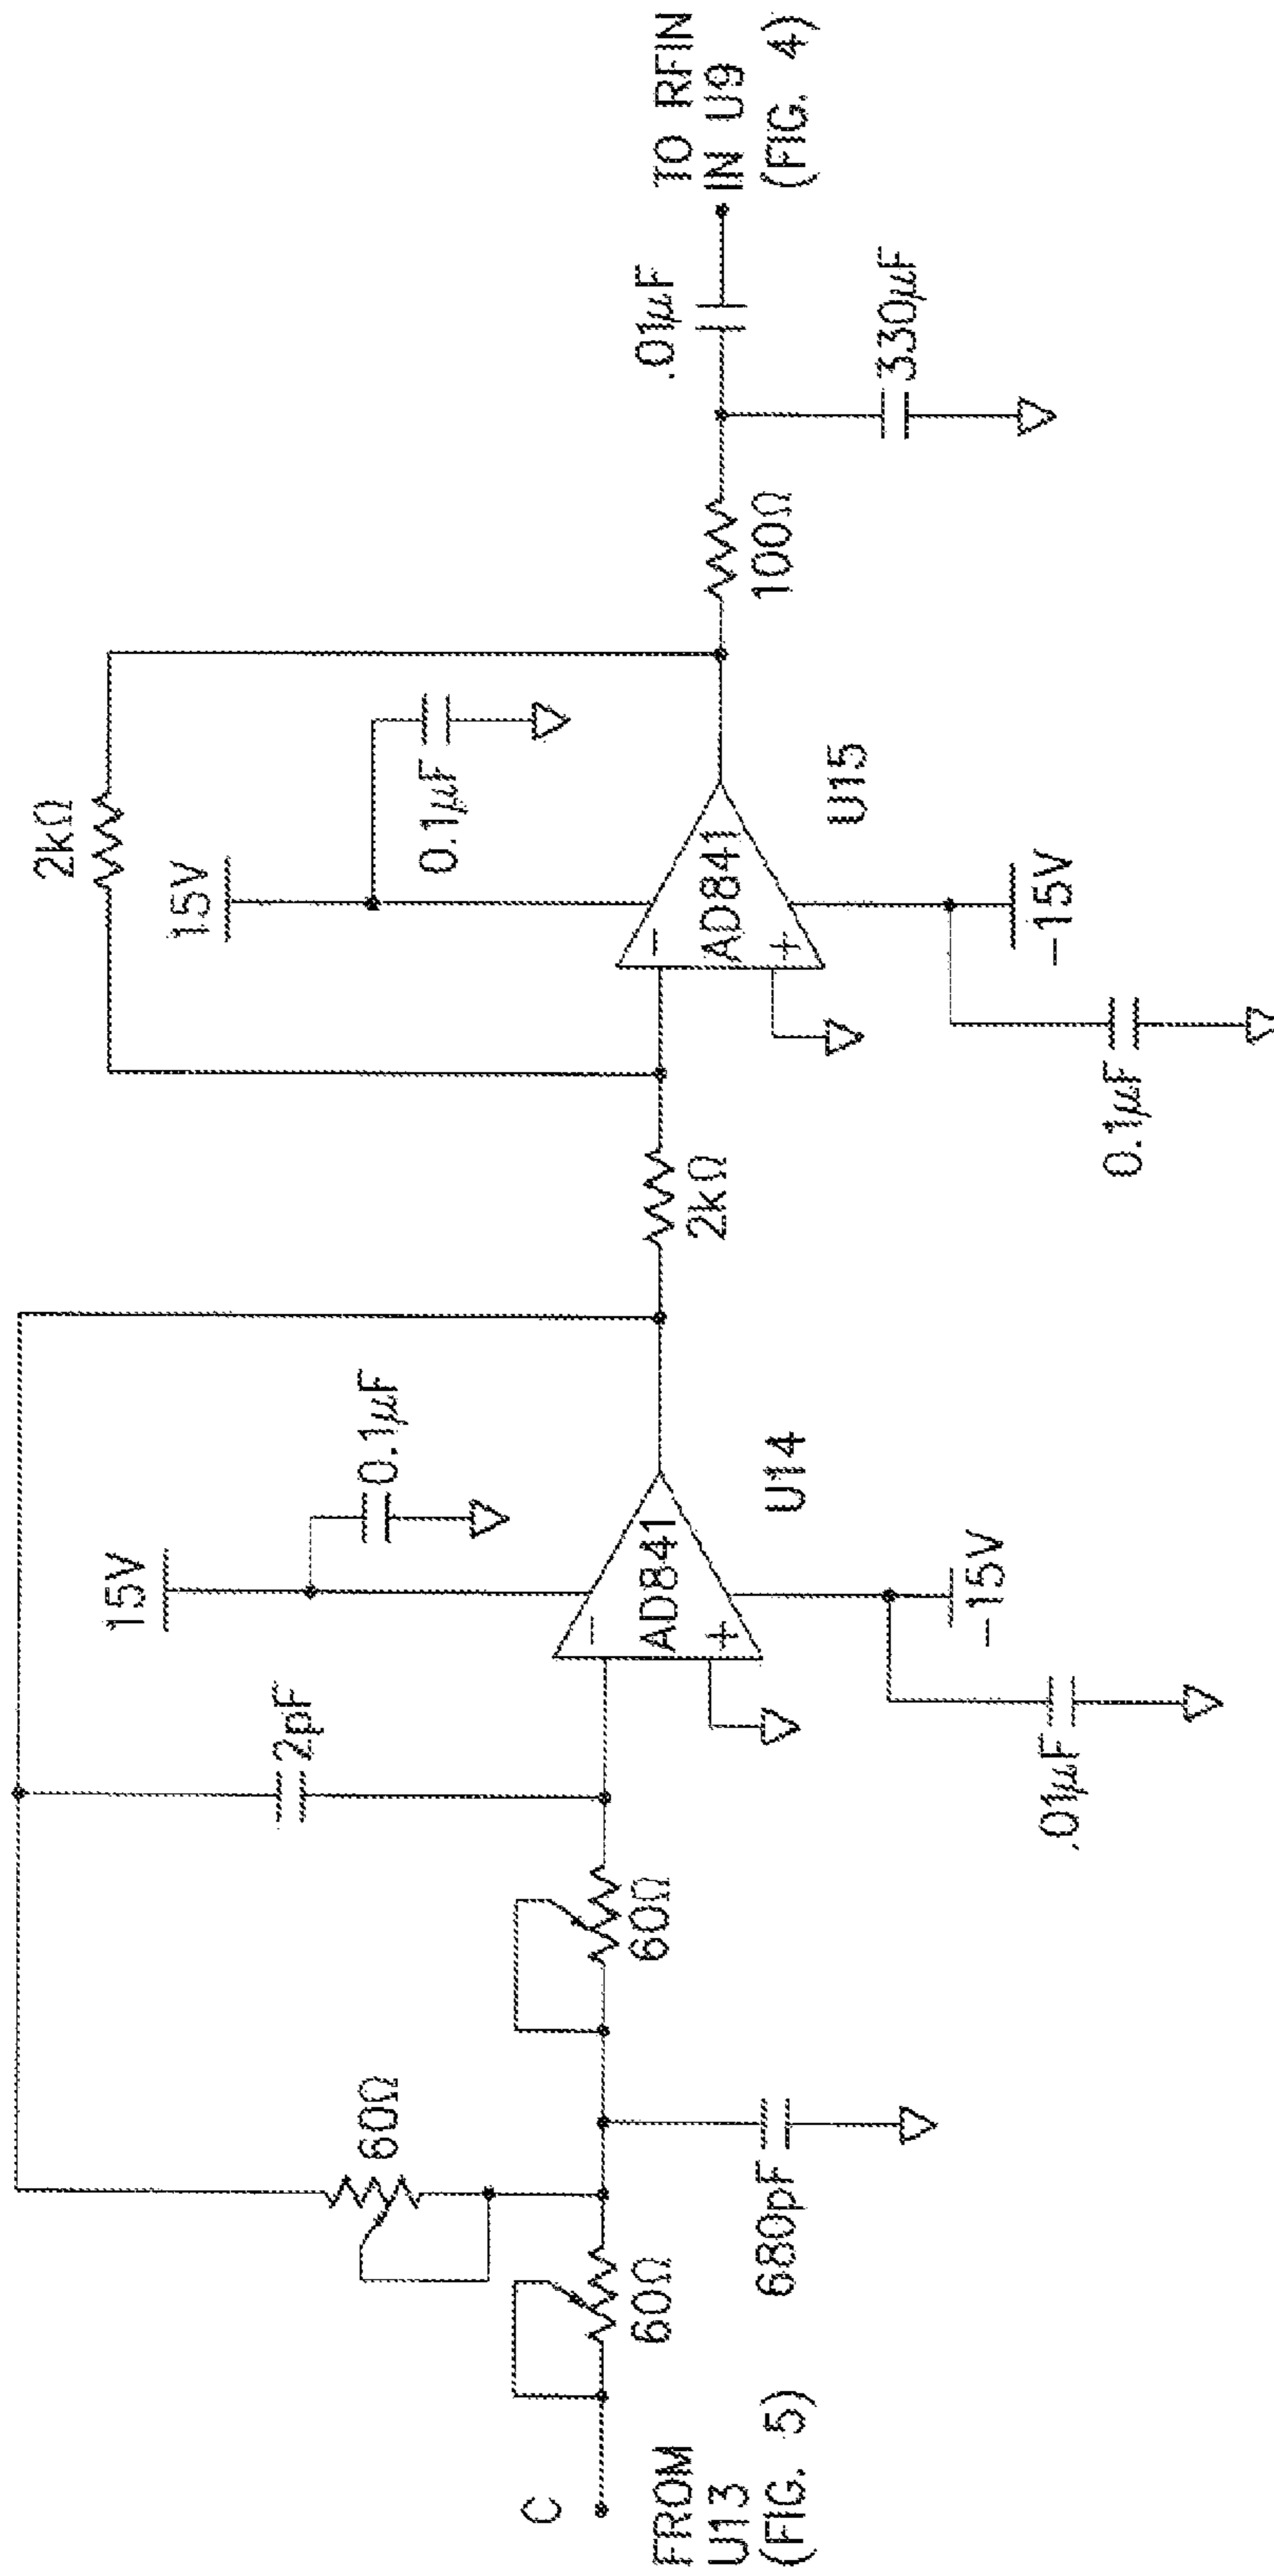 C
FROM
U13
(FIG. 5)
60Ω
60Ω
680pF
60Ω
2pF
15V
0.1μF
AD841
-
+
U14
-15V
.01μF
2kΩ
2kΩ
15V
0.1μF
AD841
-
+
U15
-15V
0.1μF
100Ω
.01μF
330μF
TO RFIN
IN U9
(FIG. 4)